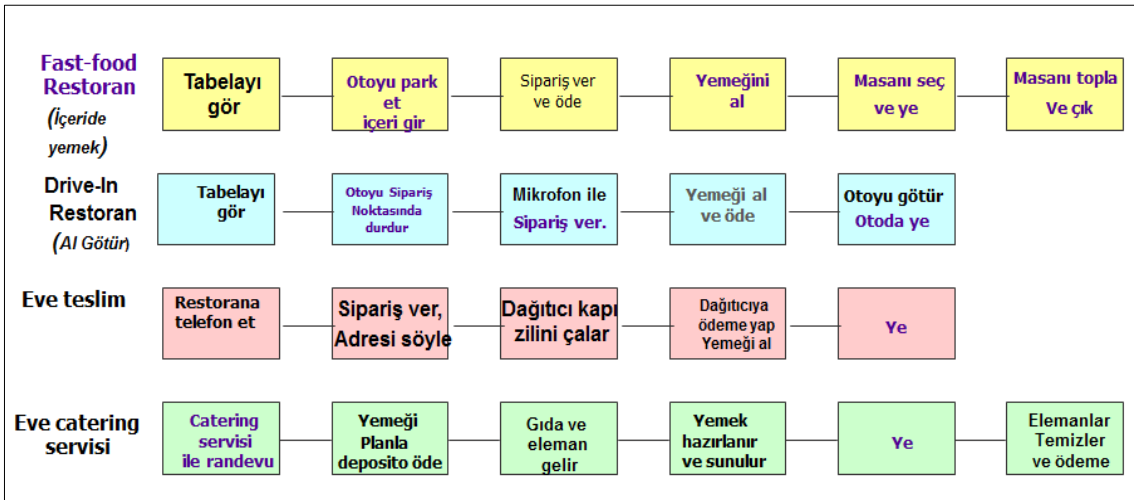 Fast-food
Restoran
(İçeride
yemek)
Tabelayı
gör
Otoyu park
et
içeri gir
Sipariş ver
ve öde
Yemeğini
al
Masanı seç
ve ye
Masanı topla
Ve çık
Drive-In
Restoran
(Al Götür)
Tabelayı
gör
Otoyu Sipariş
Noktasında
durdur
Mikrofon ile
Sipariş ver.
Yemeği al
ve öde
Otoyu götür
Otoda ye
Eve teslim
Restorana
telefon et
Sipariş ver,
Adresi söyle
Dağıtıcı kapı
zilini çalar
Dağıtıcıya
ödeme yap
Yemeği al
Ye
Eve catering
servisi
Catering
servisi
ile randevu
Yemeği
Planla
deposito öde
Gıda ve
eleman
gelir
Yemek
hazırlanır
ve sunulur
Ye
Elemanlar
Temizler
ve ödeme